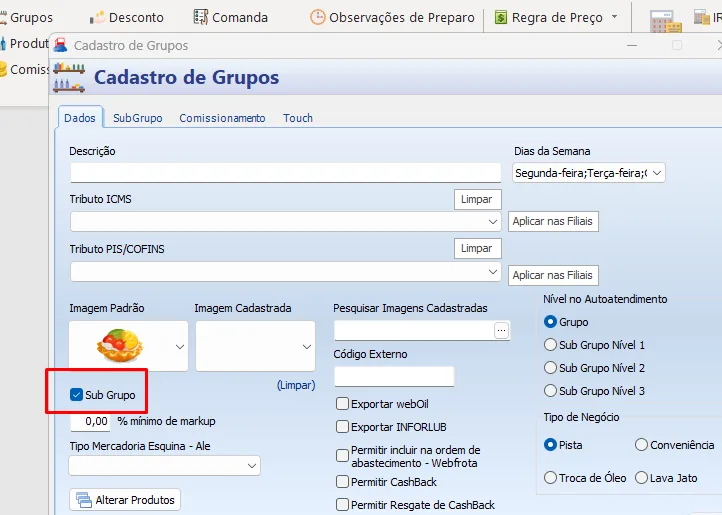 Grupos
Desconto
Comanda
Observações de Preparo
Regra de Preço
Produt
Comiss
Cadastro de Grupos
Cadastro de Grupos
Dados
SubGrupo
Comissionamento
Touch
Descrição
Dias da Semana
Segunda-feira;Terça-feira;
Tributo ICMS
Limpar
Aplicar nas Filiais
Tributo PIS/COFINS
Limpar
Aplicar nas Filiais
Imagem Padrão
Imagem Cadastrada
Pesquisar Imagens Cadastradas
...
Nível no Autoatendimento
Grupo
Sub Grupo Nível 1
Sub Grupo Nível 2
Sub Grupo Nível 3
Código Externo
(Limpar)
Sub Grupo
0,00 % mínimo de markup
Exportar webOil
Exportar INFORLUB
Permitir incluir na ordem de
abastecimento - Webfrota
Permitir CashBack
Permitir Resgate de CashBack
Tipo de Negócio
Pista
Conveniência
Troca de Óleo
Lava Jato
Tipo Mercadoria Esquina - Ale
Alterar Produtos